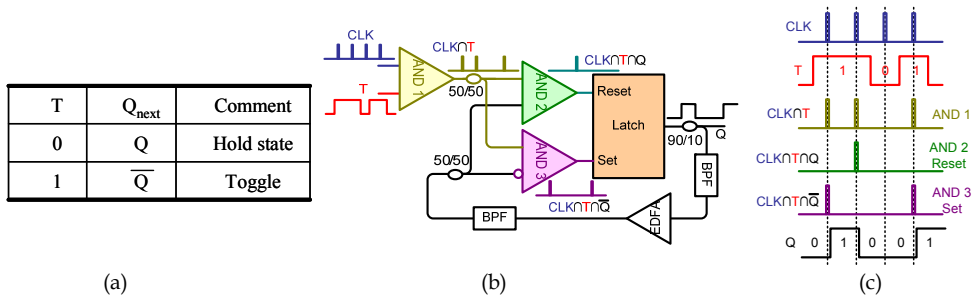 T Q_next Comment
0 Q Hold state
1 Q̅ Toggle
(a)
CLK
T
AND 1
CLK∩T
50/50
AND 2
CLK∩T∩Q
Reset
Latch
Set
AND 3
CLK∩T∩Q̅
50/50
90/10
Q
BPF
EDFA
BPF
(b)
CLK
T 1 0 1
CLK∩T AND 1
CLK∩T∩Q AND 2
Reset
CLK∩T∩Q̅ AND 3
Set
Q 0 1 0 0 1
(c)